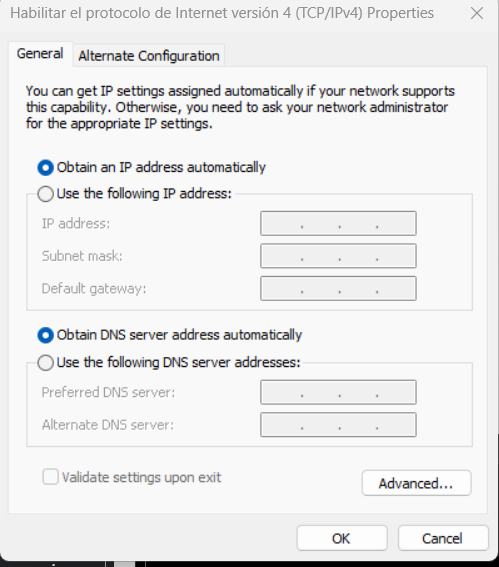 Habilitar el protocolo de Internet versión 4 (TCP/IPv4) Properties
General
Alternate Configuration
You can get IP settings assigned automatically if your network supports
this capability. Otherwise, you need to ask your network administrator
for the appropriate IP settings.
Obtain an IP address automatically
Use the following IP address:
IP address:
Subnet mask:
Default gateway:
Obtain DNS server address automatically
Use the following DNS server addresses:
Preferred DNS server:
Alternate DNS server:
Validate settings upon exit
Advanced...
OK
Cancel